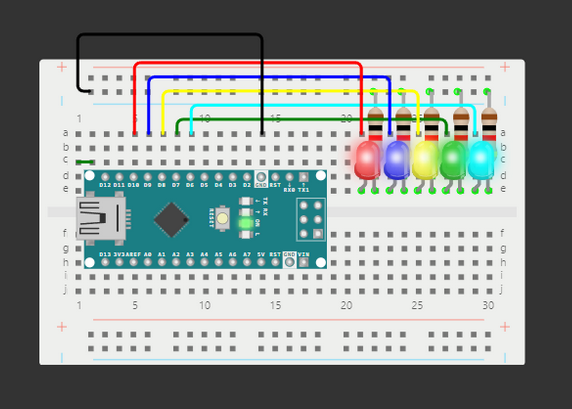 1 5 10 15 20 25 30
a a
b b
c c
d D12 D11 D10 D9 D8 D7 D6 D5 D4 D3 D2 GND RST RX0 TX1 d
e e
RESET
TX RX ON L
f f
g g
h D13 3V3 AREF A0 A1 A2 A3 A4 A5 A6 A7 5V RST GND VIN h
i i
j j
1 5 10 15 20 25 30